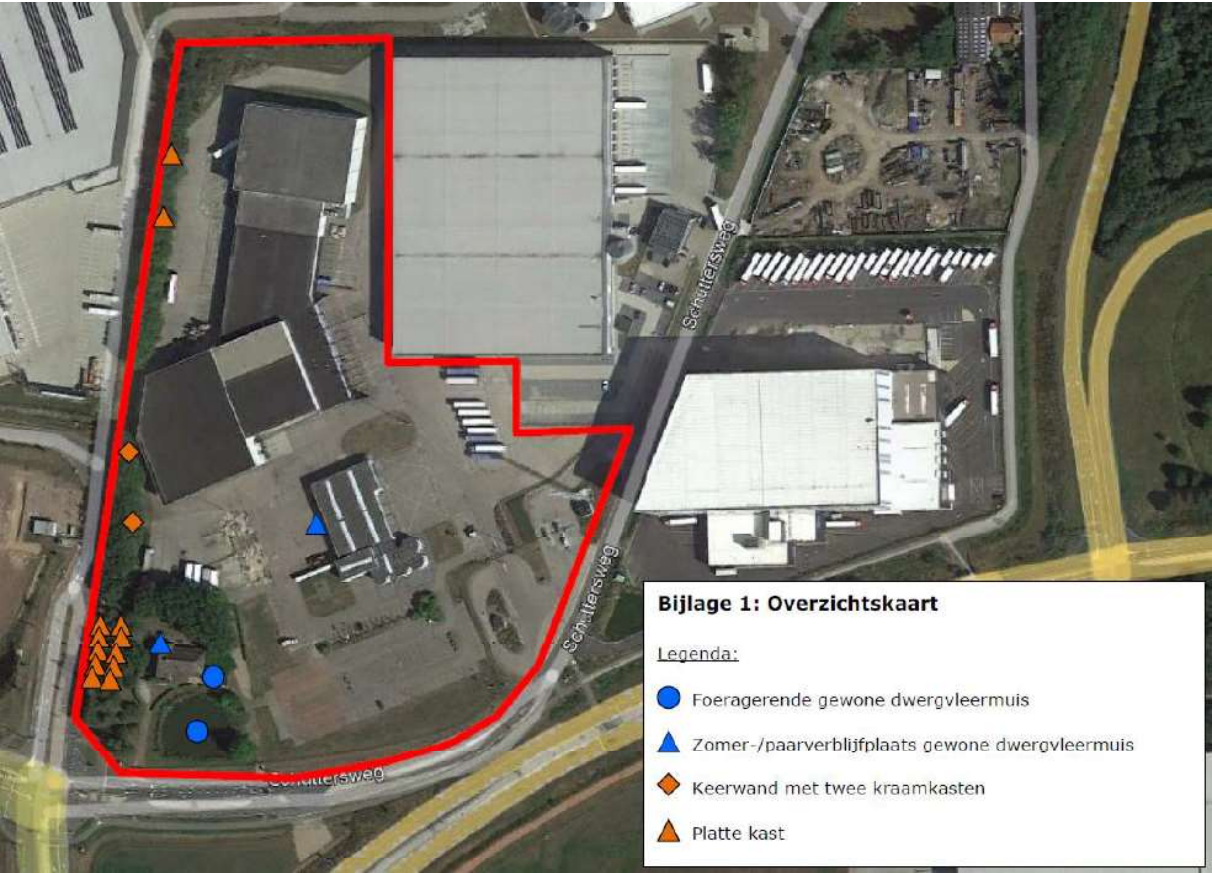 Schuttersweg
Schuttersweg
Schuttersweg
Bijlage 1: Overzichtskaart
Legenda:
Foeragerende gewone dwergvleermuis
Zomer-/paarverblijfplaats gewone dwergvleermuis
Keerwand met twee kraamkasten
Platte kast